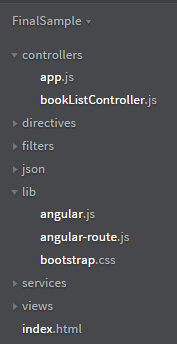 FinalSample
controllers
app.js
bookListController.js
directives
filters
json
lib
angular.js
angular-route.js
bootstrap.css
services
views
index.html